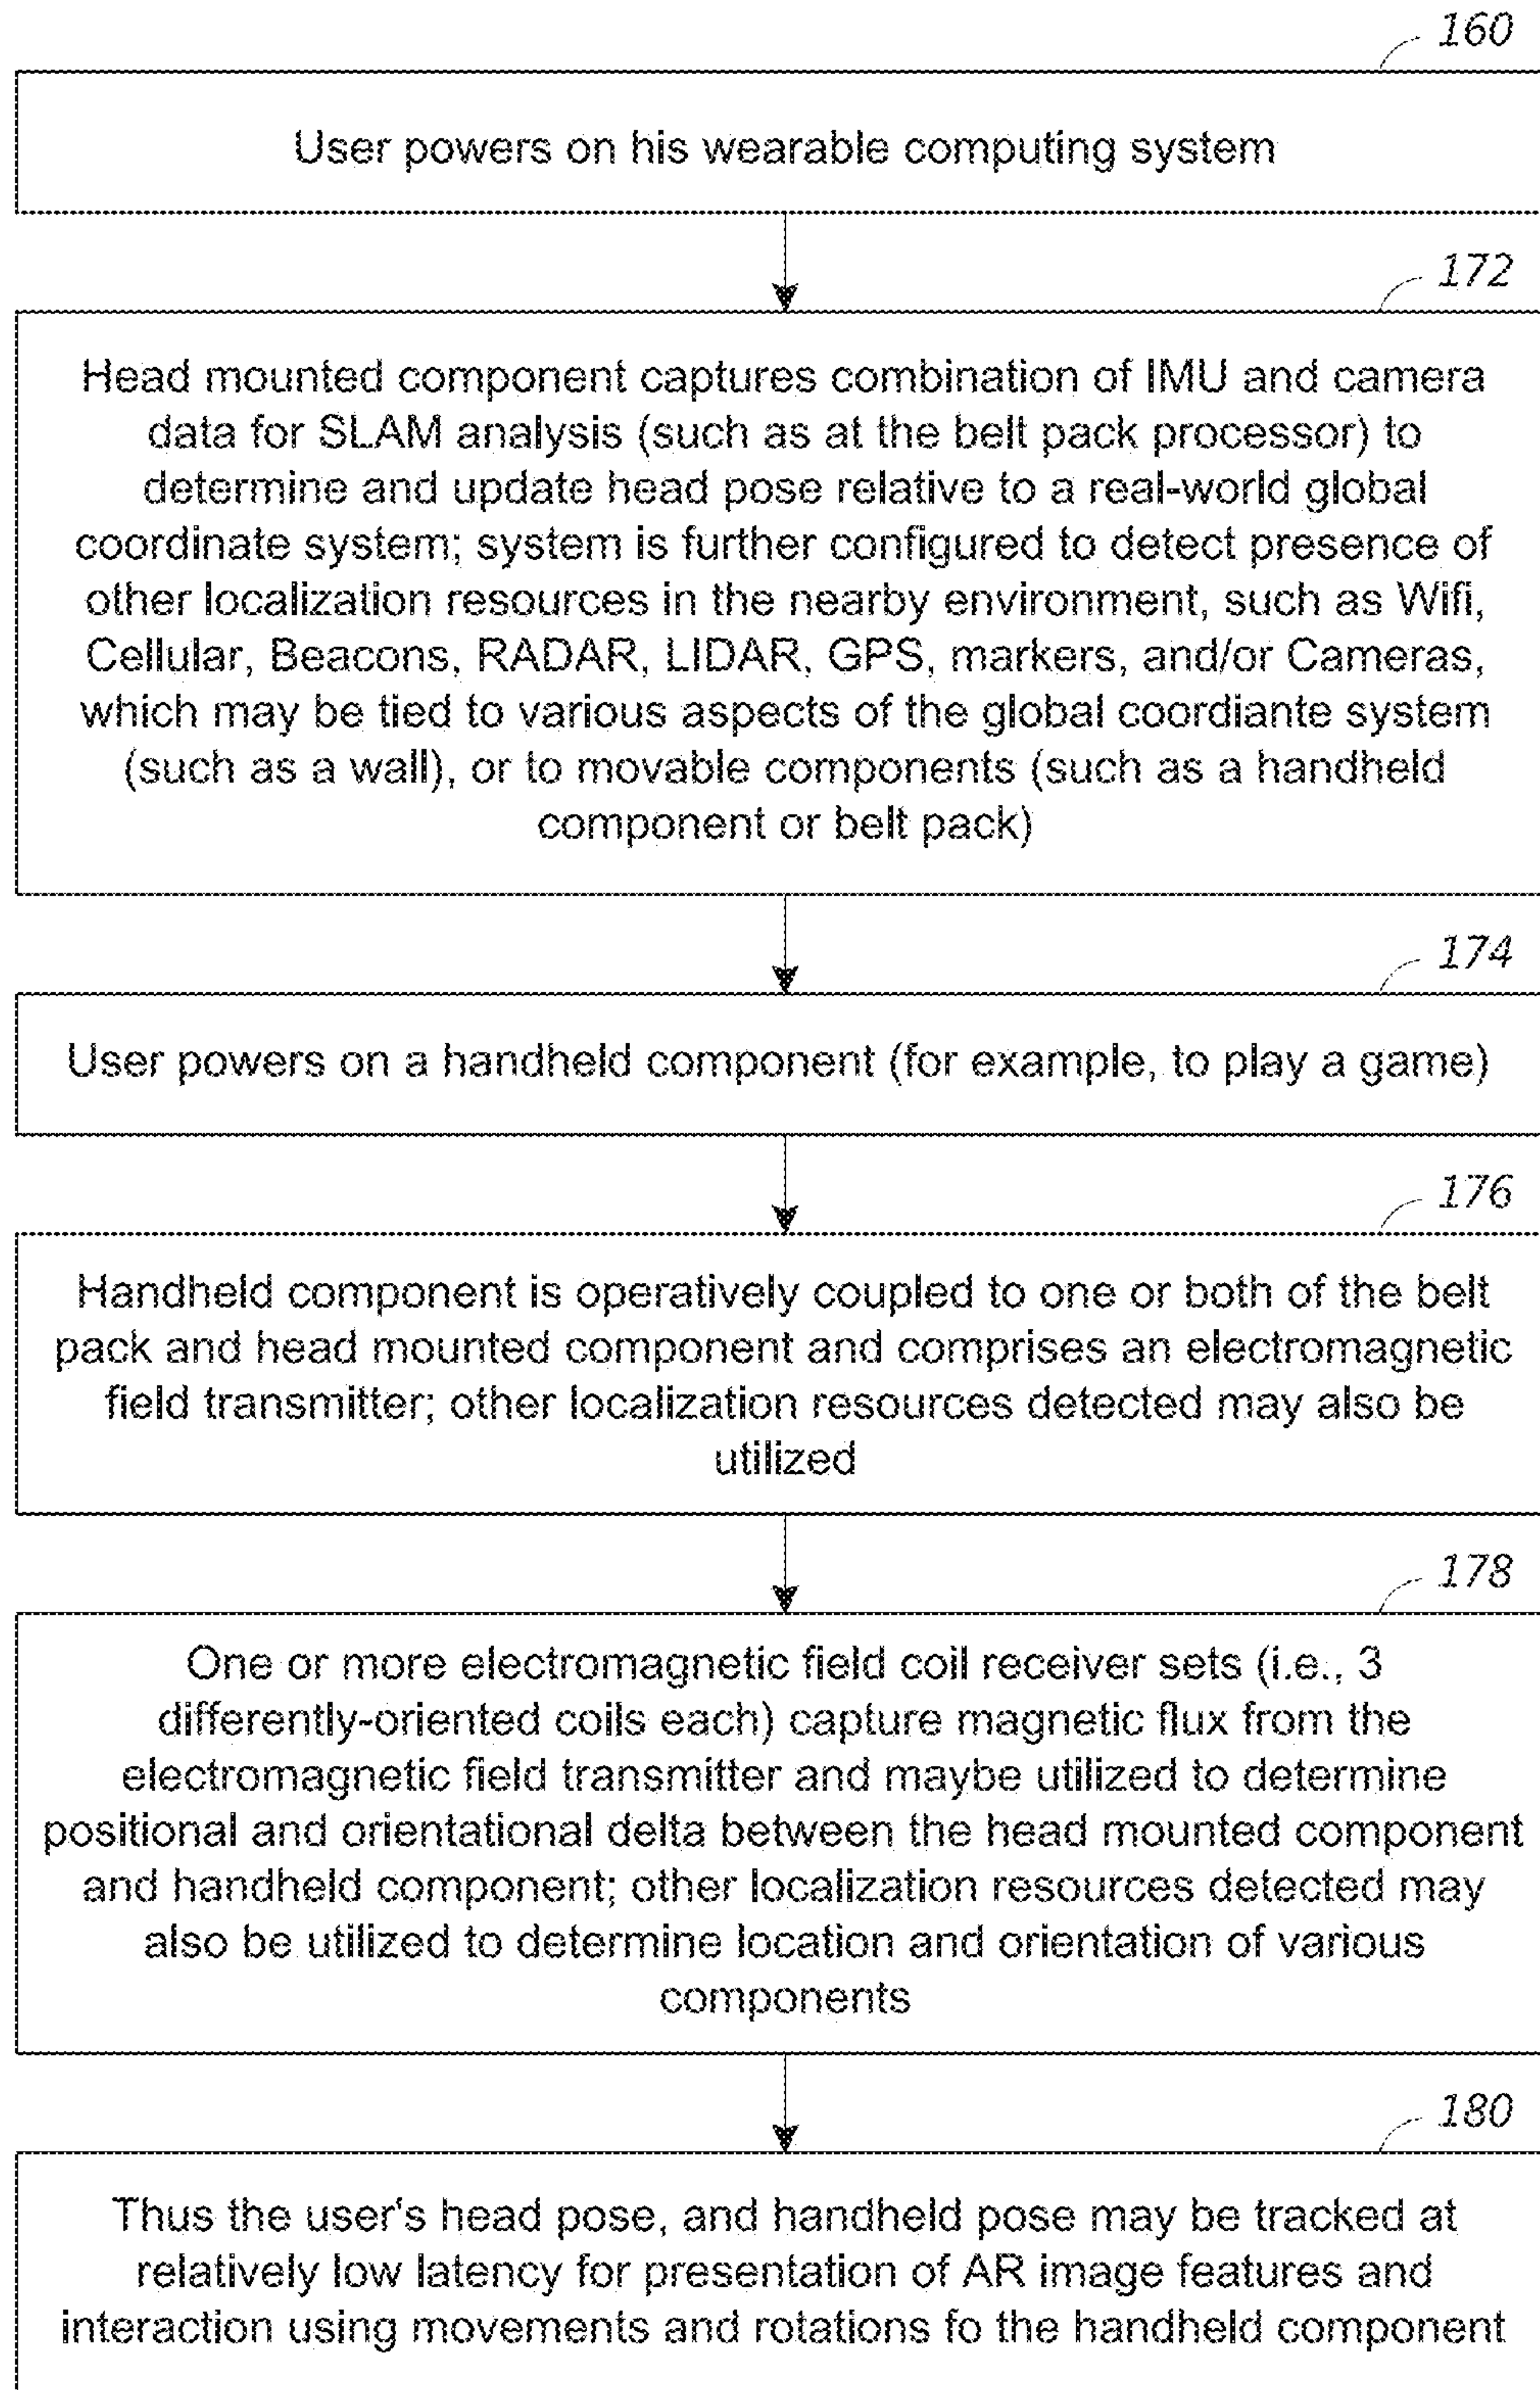 160
User powers on his wearable computing system
172
Head mounted component captures combination of IMU and camera
data for SLAM analysis (such as at the belt pack processor) to
determine and update head pose relative to a real-world global
coordinate system; system is further configured to detect presence of
other localization resources in the nearby environment, such as Wifi,
Cellular, Beacons, RADAR, LIDAR, GPS, markers, and/or Cameras,
which may be tied to various aspects of the global coordiante system
(such as a wall), or to movable components (such as a handheld
component or belt pack)
174
User powers on a handheld component (for example, to play a game)
176
Handheld component is operatively coupled to one or both of the belt
pack and head mounted component and comprises an electromagnetic
field transmitter; other localization resources detected may also be
utilized
178
One or more electromagnetic field coil receiver sets (i.e., 3
differently-oriented coils each) capture magnetic flux from the
electromagnetic field transmitter and maybe utilized to determine
positional and orientational delta between the head mounted component
and handheld component; other localization resources detected may
also be utilized to determine location and orientation of various
components
180
Thus the user's head pose, and handheld pose may be tracked at
relatively low latency for presentation of AR image features and
interaction using movements and rotations fo the handheld component